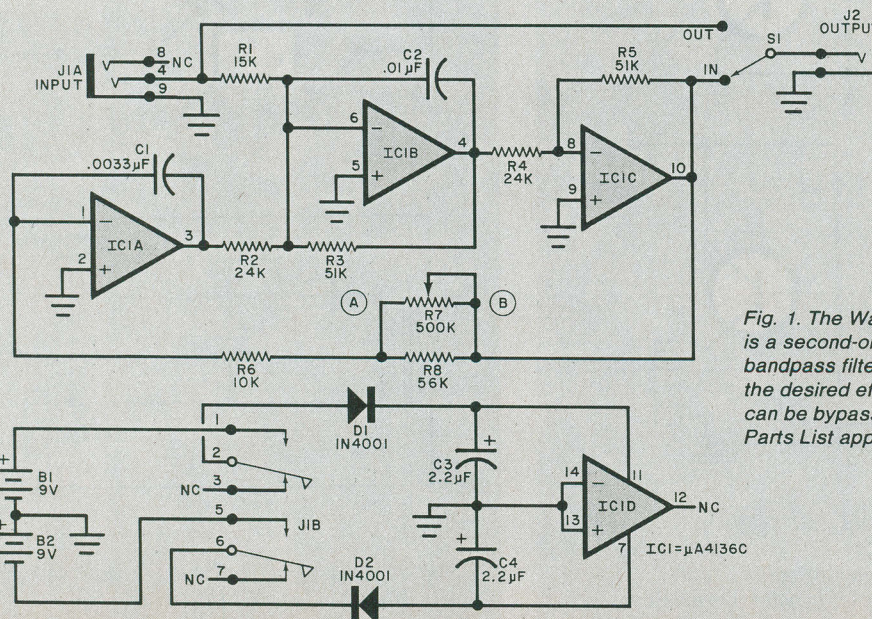 J2
OUTPUT
OUT
S1
IN
R1
15K
C2
.01µF
R5
51K
8
NC
V
J1A
INPUT
4
V
9
6
−
IC1B
4
5
+
R4
24K
8
−
IC1C
10
9
+
V
C1
.0033µF
1
−
IC1A
3
2
+
R2
24K
R3
51K
A
R7
500K
B
R6
10K
R8
56K
Fig. 1. The Wa
is a second-or
bandpass filte
the desired ef
can be bypass
Parts List app
1
D1
1N4001
2
NC
3
+
B1
9V
+
B2
9V
5
J1B
6
NC
7
D2
1N4001
+
C3
2.2µF
+
C4
2.2µF
14
−
11
IC1D
12
NC
13
+
7
IC1=µA4136C